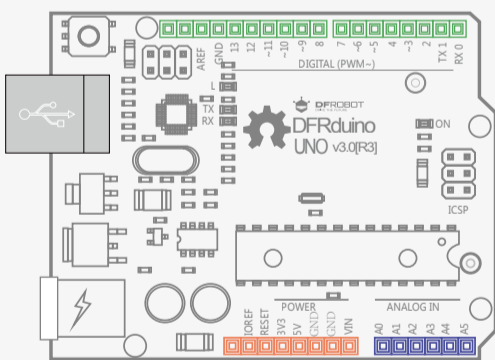 AREF
GND
13
12
~11
~10
~9
8
7
~6
~5
4
~3
2
TX 1
RX 0
DIGITAL (PWM~)
L
TX
RX
DFROBOT
DFRduino
UNO v3.0[R3]
ON
ICSP
POWER
ANALOG IN
IOREF
RESET
3V3
5V
GND
GND
VIN
A0
A1
A2
A3
A4
A5